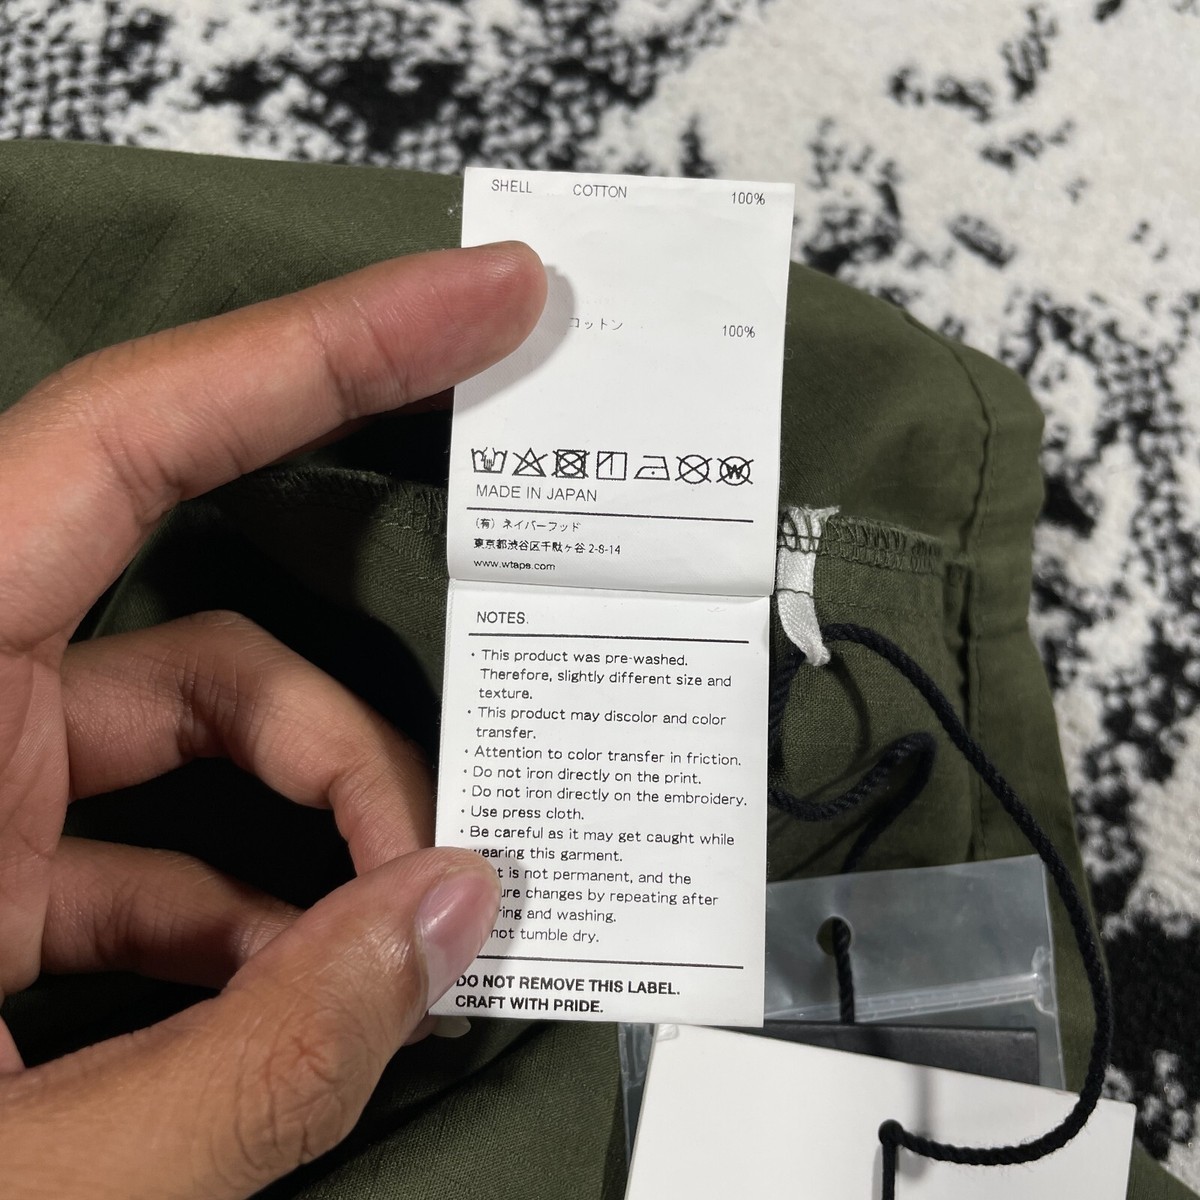 SHELL COTTON 100%
コットン 100%
MADE IN JAPAN
(有) ネイバーフッド
東京都渋谷区千駄ヶ谷 2-8-14
www.wtaps.com
NOTES.
・This product was pre-washed.
Therefore, slightly different size and
texture.
・This product may discolor and color
transfer.
・Attention to color transfer in friction.
・Do not iron directly on the print.
・Do not iron directly on the embroidery.
・Use press cloth.
・Be careful as it may get caught while
wearing this garment.
is not permanent, and the
changes by repeating after
and washing.
not tumble dry.
DO NOT REMOVE THIS LABEL.
CRAFT WITH PRIDE.